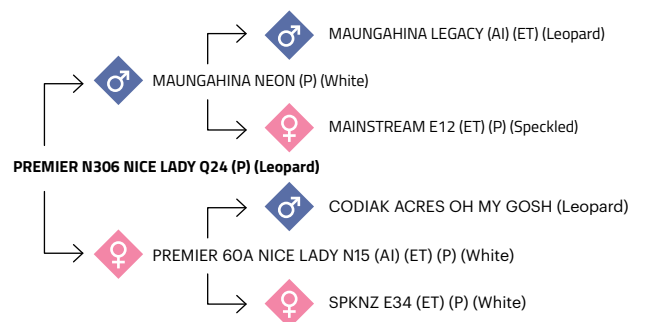 MAUNGAHINA LEGACY (AI) (ET) (Leopard)
MAUNGAHINA NEON (P) (White)
MAINSTREAM E12 (ET) (P) (Speckled)
PREMIER N306 NICE LADY Q24 (P) (Leopard)
CODIAK ACRES OH MY GOSH (Leopard)
PREMIER 60A NICE LADY N15 (AI) (ET) (P) (White)
SPKNZ E34 (ET) (P) (White)